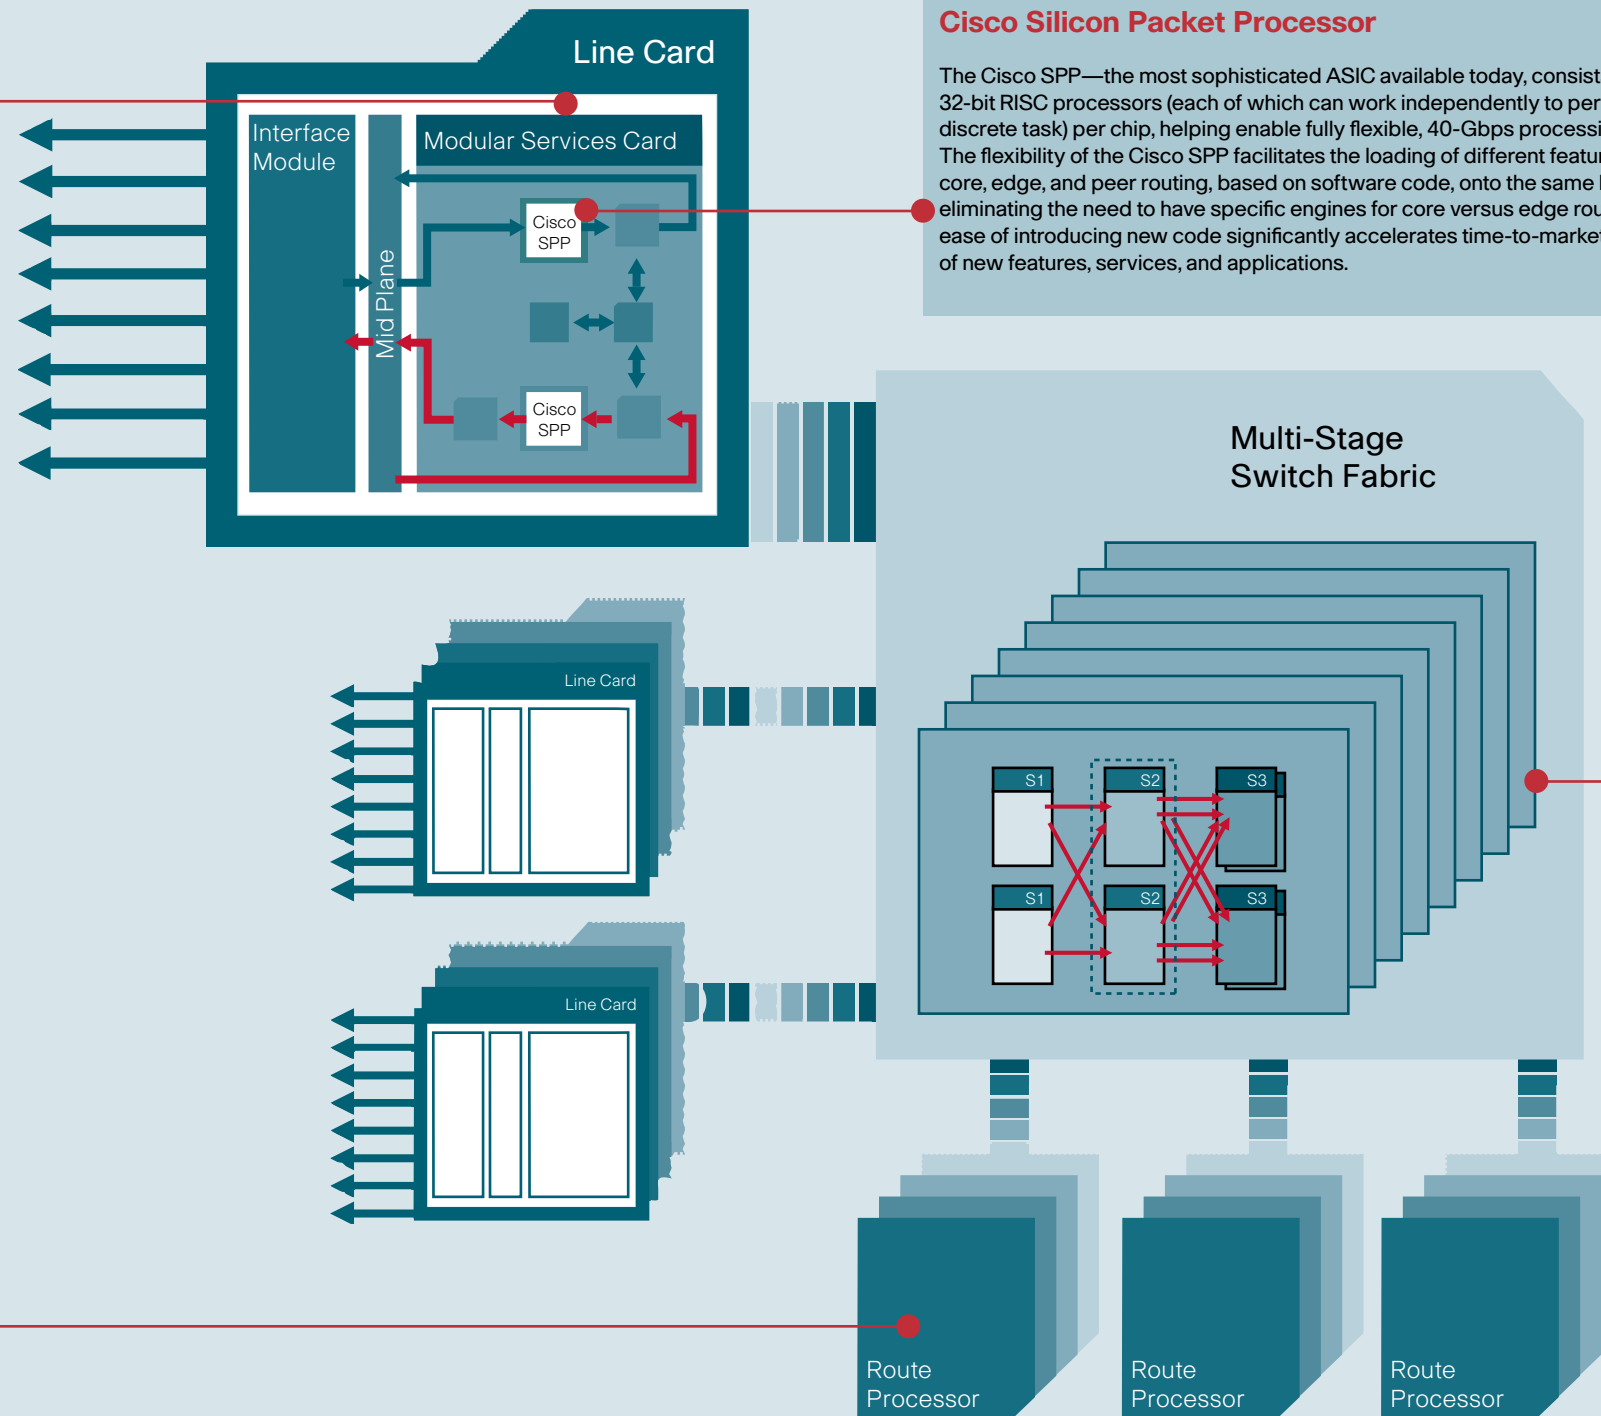 Line Card
Interface
Module
Mid Plane
Modular Services Card
Cisco
SPP
Cisco
SPP
Cisco Silicon Packet Processor
The Cisco SPP—the most sophisticated ASIC available today, consist
32-bit RISC processors (each of which can work independently to per
discrete task) per chip, helping enable fully flexible, 40-Gbps processi
The flexibility of the Cisco SPP facilitates the loading of different featur
core, edge, and peer routing, based on software code, onto the same
eliminating the need to have specific engines for core versus edge rou
ease of introducing new code significantly accelerates time-to-market
of new features, services, and applications.
Multi-Stage
Switch Fabric
Line Card
S1 S2 S3
S1 S2 S3
Line Card
Route
Processor
Route
Processor
Route
Processor